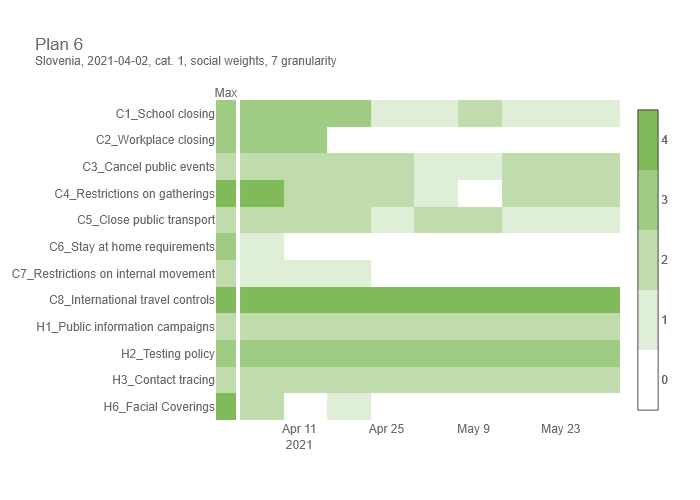 Plan 6
Slovenia, 2021-04-02, cat. 1, social weights, 7 granularity
Max
C1_School closing
C2_Workplace closing
C3_Cancel public events
C4_Restrictions on gatherings
C5_Close public transport
C6_Stay at home requirements
C7_Restrictions on internal movement
C8_International travel controls
H1_Public information campaigns
H2_Testing policy
H3_Contact tracing
H6_Facial Coverings
Apr 11 Apr 25 May 9 May 23
2021
4
3
2
1
0